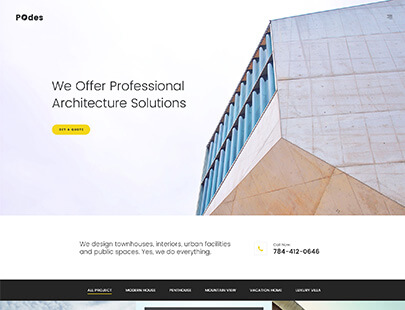 Podes
We Offer Professional
Architecture Solutions
GET A QUOTE
We design townhouses, interiors, urban facilities
and public spaces. Yes, we do everything.
Call Now
784-412-0646
ALL PROJECT MODERN HOUSE PENTHOUSE MOUNTAIN VIEW VACATION HOME LUXURY VILLA